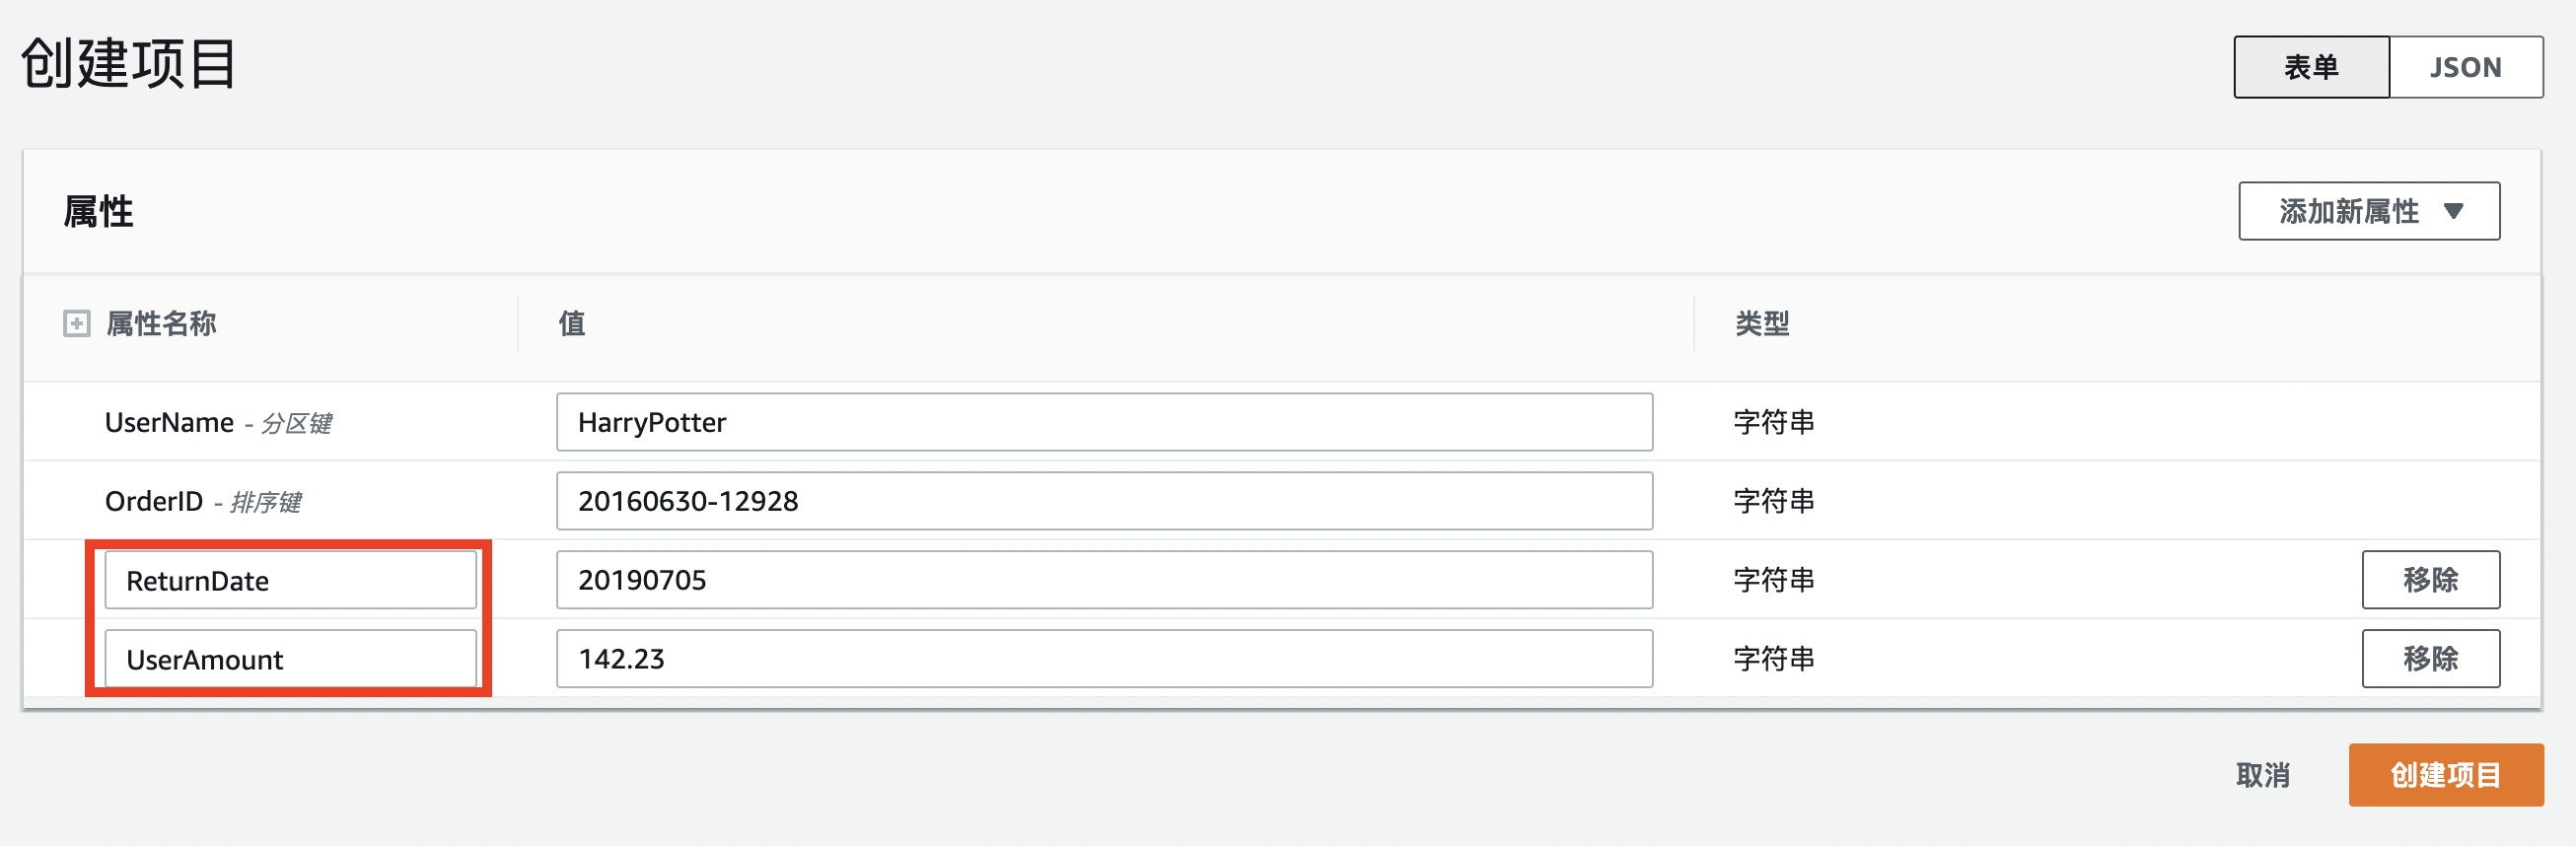 创建项目
表单 JSON
属性
添加新属性
属性名称 值 类型
UserName - 分区键 HarryPotter 字符串
OrderID - 排序键 20160630-12928 字符串
ReturnDate 20190705 字符串 移除
UserAmount 142.23 字符串 移除
取消 创建项目